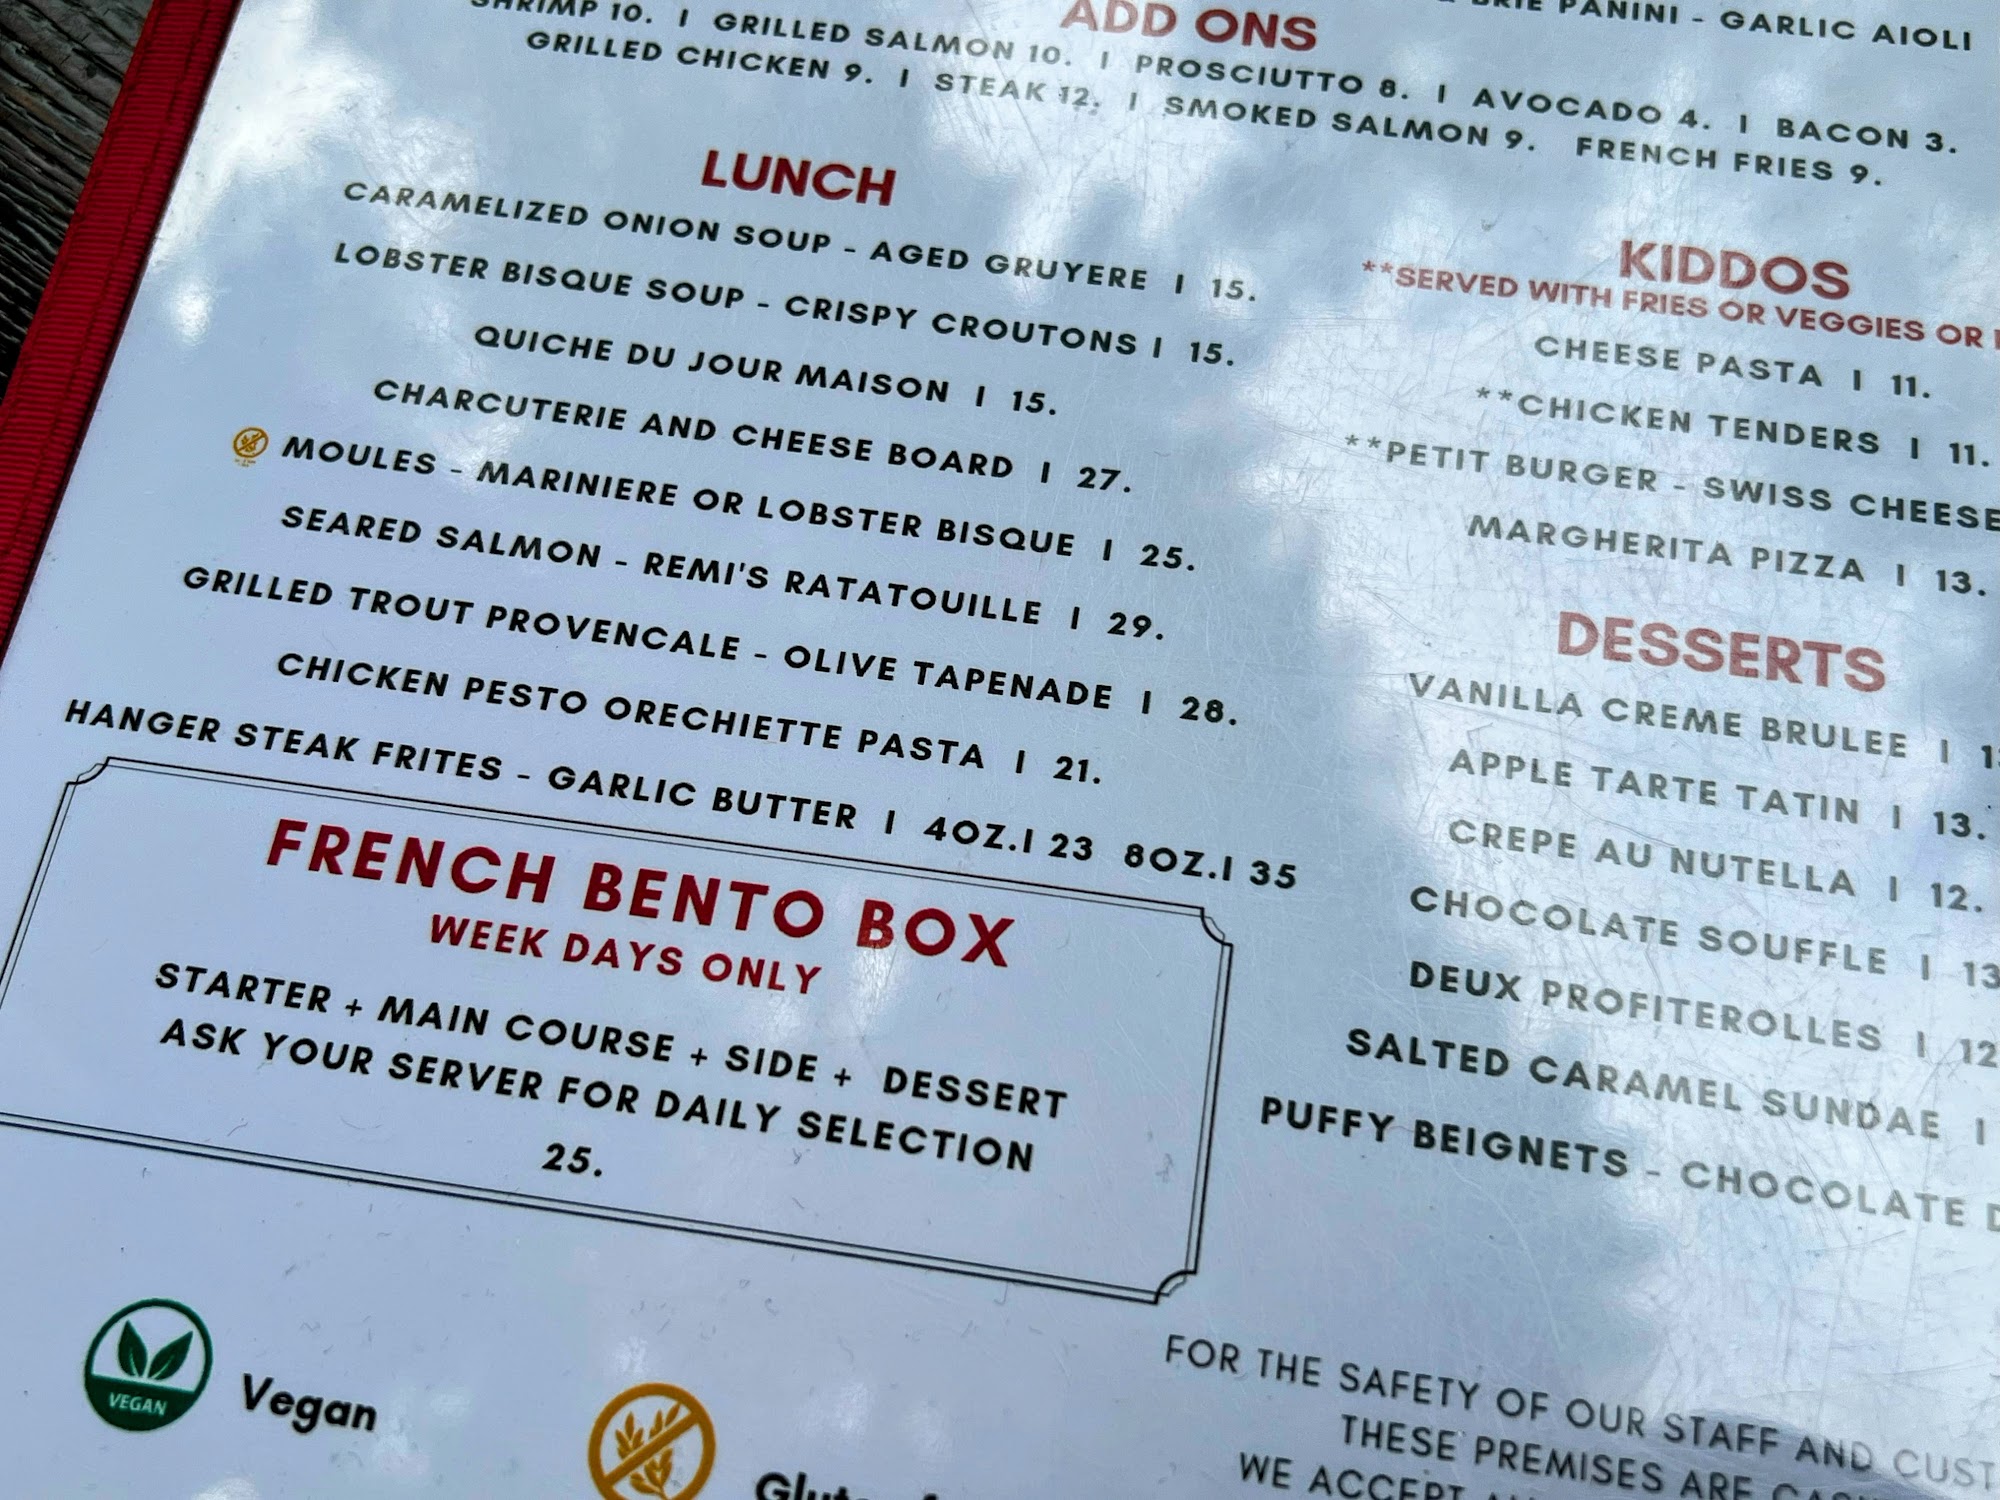 PANINI - GARLIC AIOLI
ADD ONS
SHRIMP 10. I GRILLED SALMON 10. I PROSCIUTTO 8. I AVOCADO 4. I BACON 3.
GRILLED CHICKEN 9. I STEAK 12. I SMOKED SALMON 9. FRENCH FRIES 9.
LUNCH
CARAMELIZED ONION SOUP - AGED GRUYERE I 15.
LOBSTER BISQUE SOUP - CRISPY CROUTONS I 15.
QUICHE DU JOUR MAISON I 15.
CHARCUTERIE AND CHEESE BOARD I 27.
MOULES - MARINIERE OR LOBSTER BISQUE I 25.
SEARED SALMON - REMI'S RATATOUILLE I 29.
GRILLED TROUT PROVENCALE - OLIVE TAPENADE I 28.
CHICKEN PESTO ORECHIETTE PASTA I 21.
HANGER STEAK FRITES - GARLIC BUTTER I 4OZ.I 23 8OZ.I 35
FRENCH BENTO BOX
WEEK DAYS ONLY
STARTER + MAIN COURSE + SIDE + DESSERT
ASK YOUR SERVER FOR DAILY SELECTION
25.
KIDDOS
**SERVED WITH FRIES OR VEGGIES OR
CHEESE PASTA I 11.
**CHICKEN TENDERS I 11.
**PETIT BURGER - SWISS CHEESE
MARGHERITA PIZZA I 13.
DESSERTS
VANILLA CREME BRULEE I
APPLE TARTE TATIN I 13.
CREPE AU NUTELLA I 12.
CHOCOLATE SOUFFLE I 13
DEUX PROFITEROLLES I 12
SALTED CARAMEL SUNDAE I
PUFFY BEIGNETS - CHOCOLATE
VEGAN
Vegan
FOR THE SAFETY OF OUR STAFF AND
THESE PREMISES ARE
WE ACCEPT